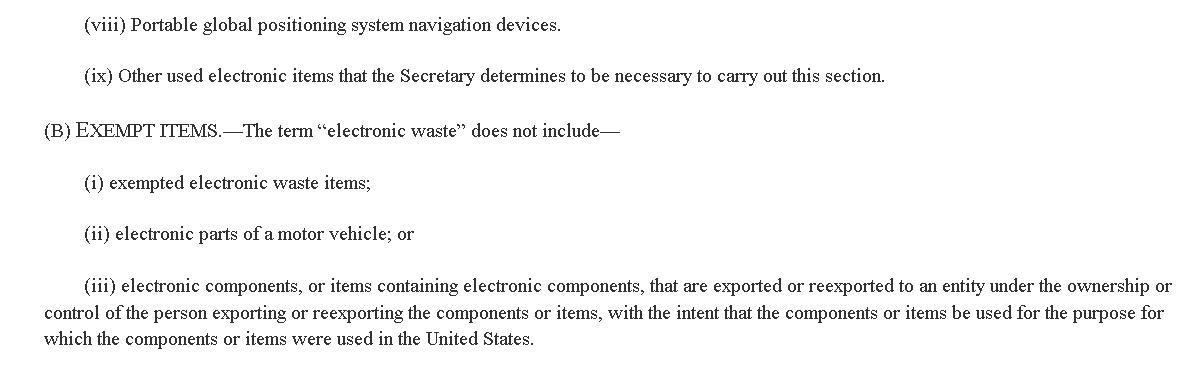 (viii) Portable global positioning system navigation devices.
(ix) Other used electronic items that the Secretary determines to be necessary to carry out this section.
(B) EXEMPT ITEMS.—The term “electronic waste” does not include—
(i) exempted electronic waste items;
(ii) electronic parts of a motor vehicle; or
(iii) electronic components, or items containing electronic components, that are exported or reexported to an entity under the ownership or
control of the person exporting or reexporting the components or items, with the intent that the components or items be used for the purpose for
which the components or items were used in the United States.